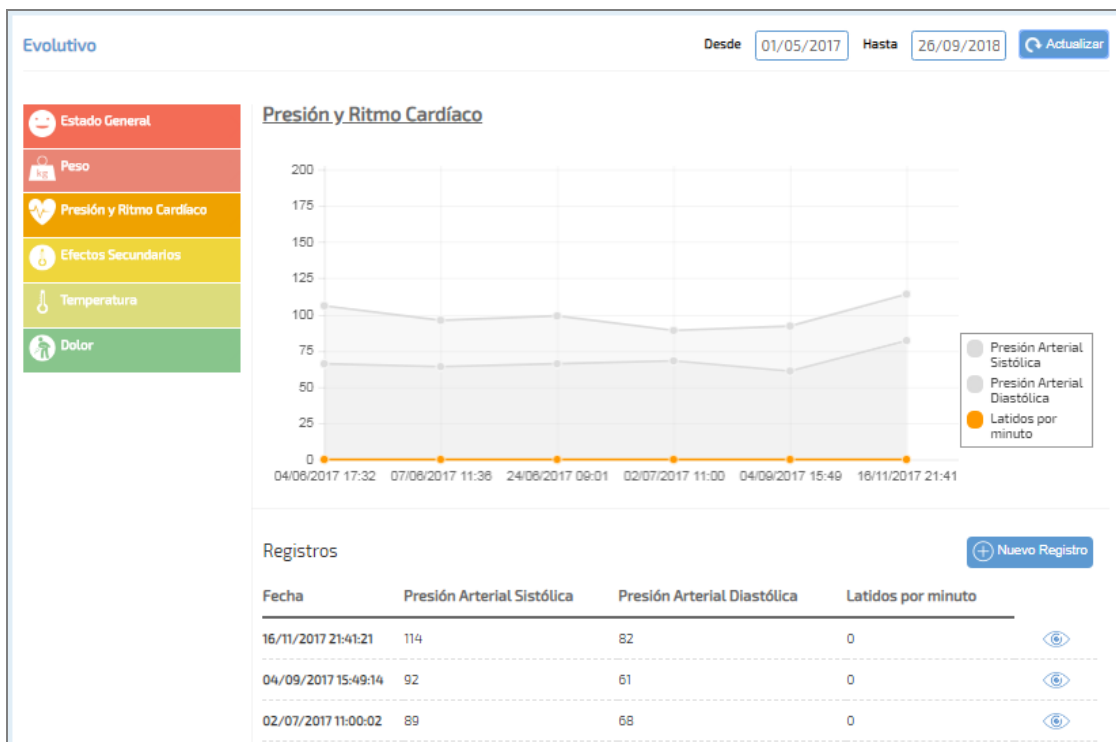 Evolutivo
Desde 01/05/2017 Hasta 26/09/2018 Actualizar
Estado General
kg Peso
Presión y Ritmo Cardíaco
Efectos Secundarios
Temperatura
Dolor
Presión y Ritmo Cardíaco
200
175
150
125
100
75
50
25
0
04/06/2017 17:32 07/06/2017 11:36 24/06/2017 09:01 02/07/2017 11:00 04/09/2017 15:49 16/11/2017 21:41
Presión Arterial
Sistólica
Presión Arterial
Diastólica
Latidos por
minuto
Registros
Nuevo Registro
Fecha Presión Arterial Sistólica Presión Arterial Diastólica Latidos por minuto
16/11/2017 21:41:21 114 82 0
04/09/2017 15:49:14 92 61 0
02/07/2017 11:00:02 89 68 0